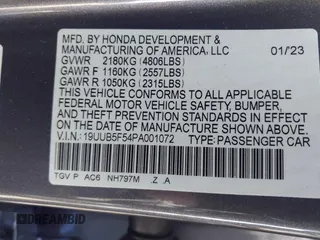 MFD. BY HONDA DEVELOPMENT &
MANUFACTURING OF AMERICA, LLC 01/23
GVWR 2180KG (4806LBS)
GAWR F 1160KG (2557LBS)
GAWR R 1050KG (2315LBS)
THIS VEHICLE CONFORMS TO ALL APPLICABLE
FEDERAL MOTOR VEHICLE SAFETY, BUMPER,
AND THEFT PREVENTION STANDARDS IN EFFECT
ON THE DATE OF MANUFACTURE SHOWN ABOVE.
V.I.N.: 19UUB5F54PA001072 TYPE:PASSENGER CAR
TGV P AC6 NH797M Z A
DREAMBID